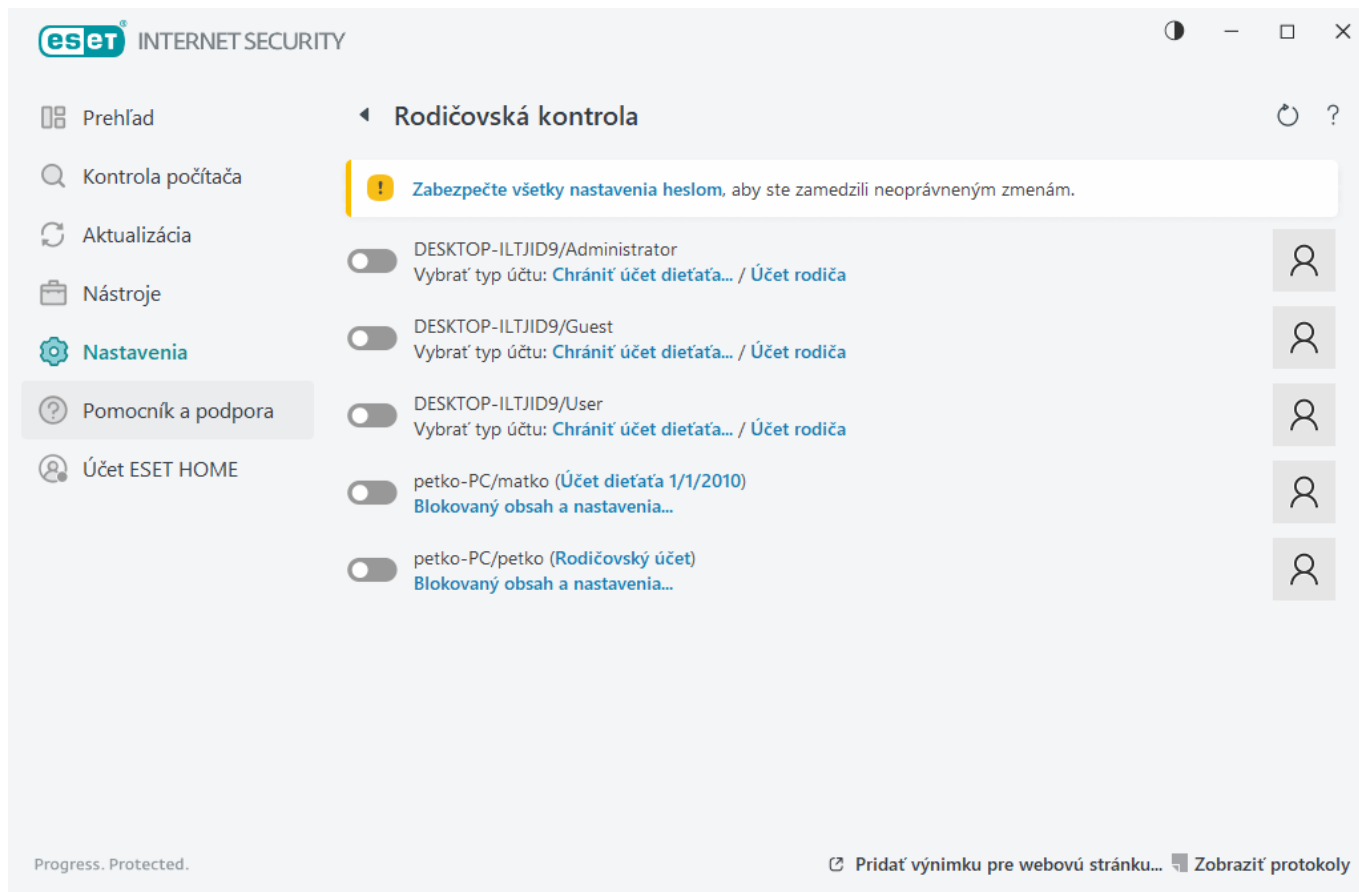 eset® INTERNET SECURITY
Prehľad
Kontrola počítača
Aktualizácia
Nástroje
Nastavenia
Pomocník a podpora
Účet ESET HOME
Rodičovská kontrola
?
Zabezpečte všetky nastavenia heslom, aby ste zamedzili neoprávneným zmenám.
DESKTOP-ILTJID9/Administrator
Vybrať typ účtu: Chrániť účet dieťaťa... / Účet rodiča
DESKTOP-ILTJID9/Guest
Vybrať typ účtu: Chrániť účet dieťaťa... / Účet rodiča
DESKTOP-ILTJID9/User
Vybrať typ účtu: Chrániť účet dieťaťa... / Účet rodiča
petko-PC/matko (Účet dieťaťa 1/1/2010)
Blokovaný obsah a nastavenia...
petko-PC/petko (Rodičovský účet)
Blokovaný obsah a nastavenia...
Progress. Protected.
Pridať výnimku pre webovú stránku... Zobraziť protokoly